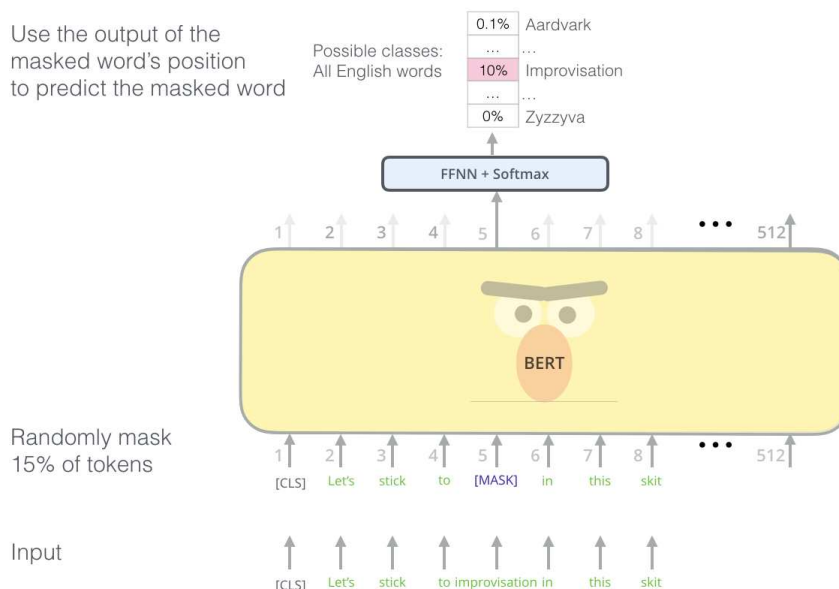 Use the output of the
masked word's position
to predict the masked word
Possible classes:
All English words
0.1% Aardvark
... ...
10% Improvisation
... ...
0% Zyzzyva
FFNN + Softmax
1 2 3 4 5 6 7 8 ••• 512
BERT
Randomly mask
15% of tokens
1 2 3 4 5 6 7 8 ••• 512
[CLS] Let's stick to [MASK] in this skit
Input
[CLS] Let's stick to improvisation in this skit